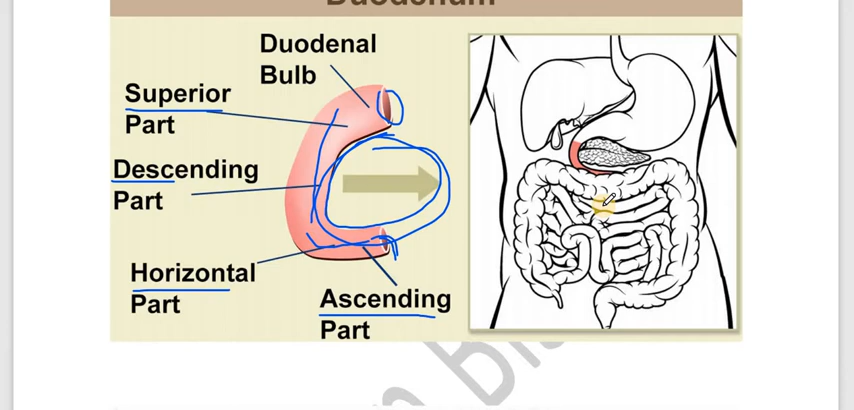 Duodenum
Duodenal
Bulb
Superior
Part
Descending
Part
Horizontal
Part
Ascending
Part